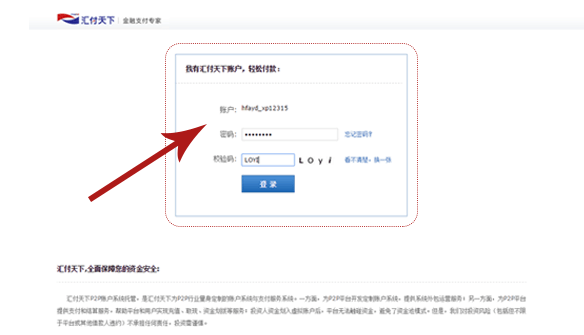 汇付天下 | 金融支付专家
我有汇付天下账户，轻松付款：
账户： hfayd_xp12315
密码： •••••••• 忘记密码?
校验码： LOYI L O y i 看不清楚，换一张
登 录
汇付天下,全面保障您的资金安全：
汇付天下P2P账户系统托管，是汇付天下为P2P行业量身定制的账户系统与支付服务系统。一方面，为P2P平台开发定制账户系统，提供系统外包运营服务；另一方面，为P2P平台
提供支付和结算服务，帮助平台和用户实现充值、取现、资金划拨等服务；投资人资金划入虚拟账户后，平台无法触碰资金，避免了资金池模式。但是，我们对投资风险（包括但不限
于平台或其他借款人违约）不承担任何责任，投资需谨慎。